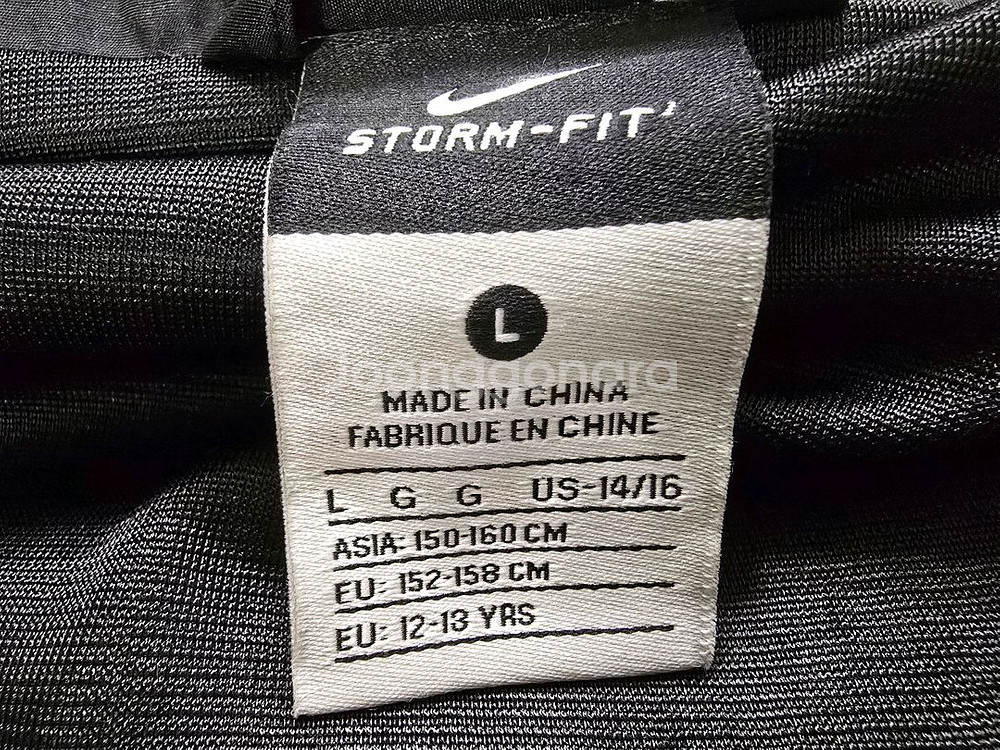 STORM-FIT
L
bonagonara
MADE IN CHINA
FABRIQUE EN CHINE
L G G US-14/16
ASIA: 150-160 CM
EU: 152-158 CM
EU: 12-13 YRS